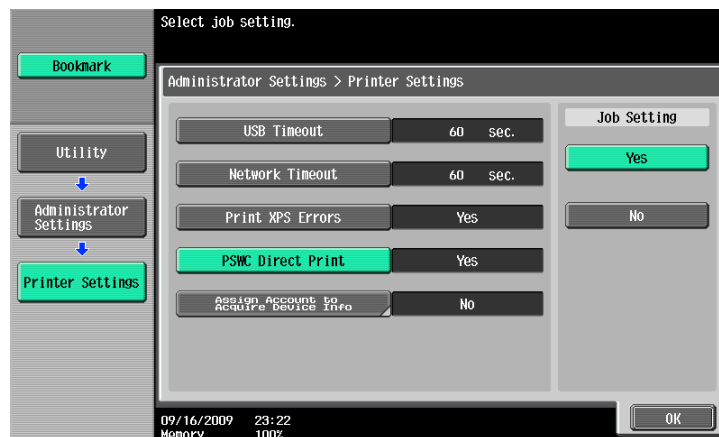 Select job setting.
Bookmark
Administrator Settings > Printer Settings
Utility
Administrator
Settings
Printer Settings
USB Timeout 60 sec.
Network Timeout 60 sec.
Print XPS Errors Yes
PSWC Direct Print Yes
Assign Account to
Acquire Device Info No
Job Setting
Yes
No
09/16/2009 23:22
Memory 100%
OK